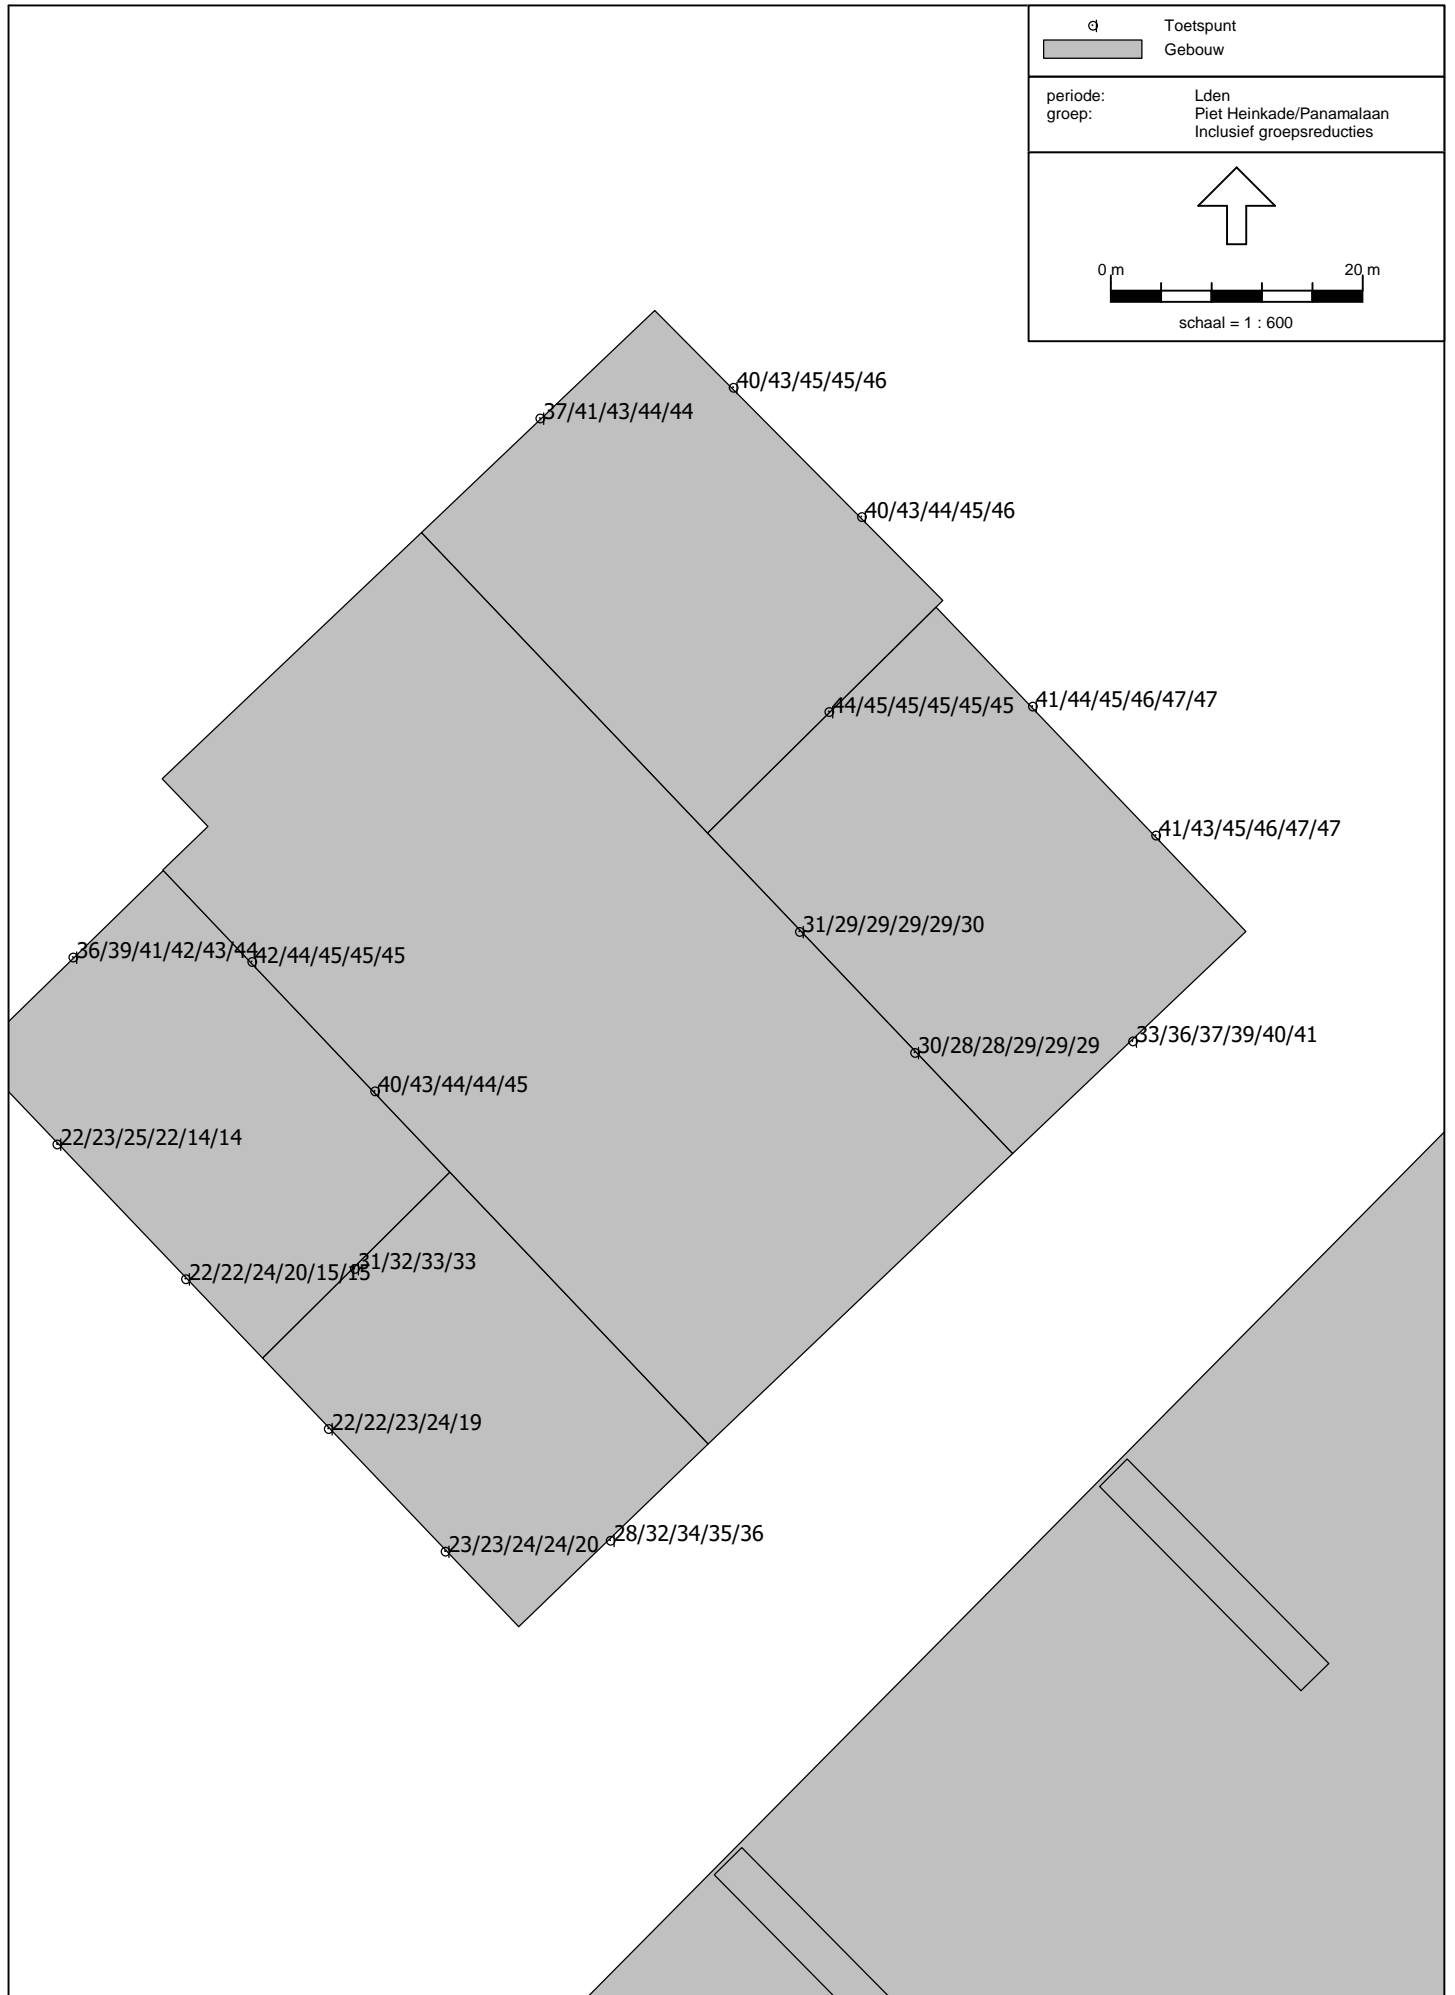 Toetspunt
Gebouw
periode: Lden
groep: Piet Heinkade/Panamalaan
Inclusief groepsreducties
0 m 20 m
schaal = 1 : 600
40/43/45/45/46
37/41/43/44/44
40/43/44/45/46
44/45/45/45/45/45
41/44/45/46/47/47
41/43/45/46/47/47
31/29/29/29/29/30
36/39/41/42/43/44
42/44/45/45/45
30/28/28/29/29/29
33/36/37/39/40/41
40/43/44/44/45
22/23/25/22/14/14
31/32/33/33
22/22/24/20/15/15
22/22/23/24/19
28/32/34/35/36
23/23/24/24/20